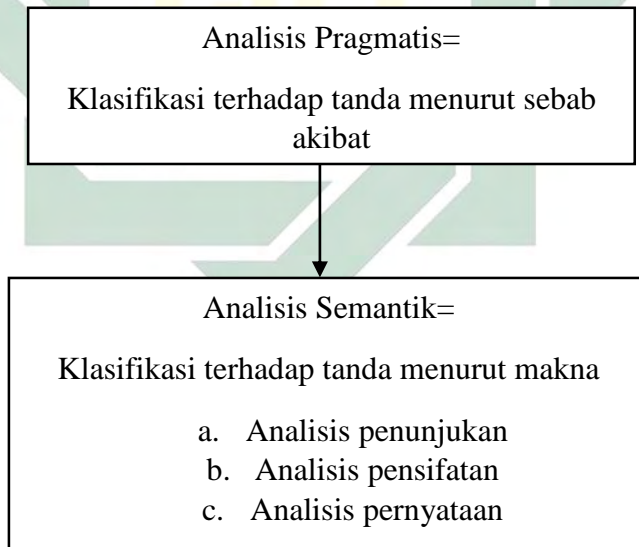 Analisis Pragmatis=
Klasifikasi terhadap tanda menurut sebab
akibat
Analisis Semantik=
Klasifikasi terhadap tanda menurut makna
a. Analisis penunjukan
b. Analisis pensifatan
c. Analisis pernyataan